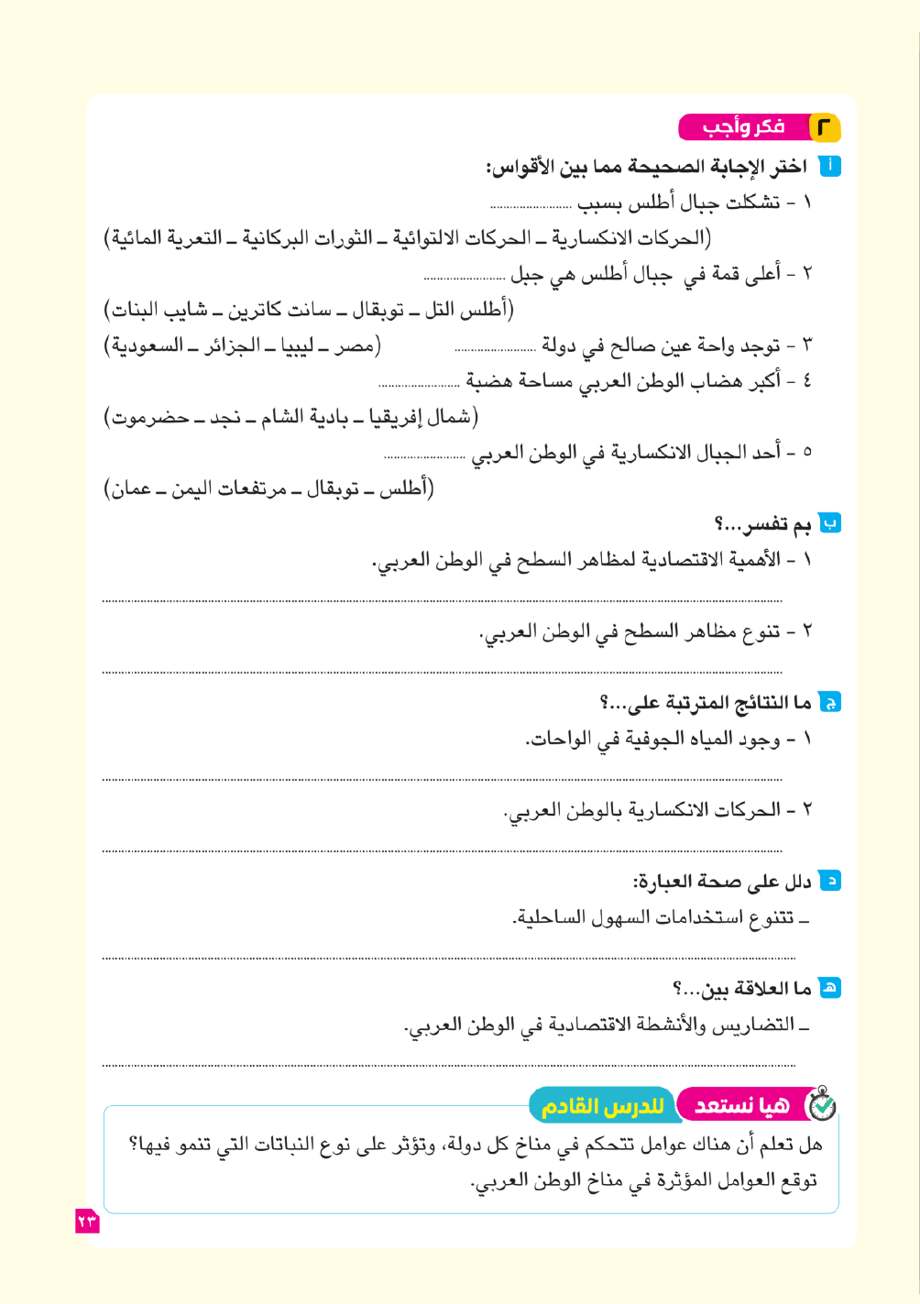 ٢ فكر وأجب
أ اختر الإجابة الصحيحة مما بين الأقواس:
١ - تشكلت جبال أطلس بسبب ........................
(الحركات الانكسارية – الحركات الالتوائية – الثورات البركانية – التعرية المائية)
٢ - أعلى قمة في جبال أطلس هي جبل ........................
(أطلس التل – توبقال – سانت كاترين – شايب البنات)
٣ - توجد واحة عين صالح في دولة ........................ (مصر – ليبيا – الجزائر – السعودية)
٤ - أكبر هضاب الوطن العربي مساحة هضبة ........................
(شمال إفريقيا – بادية الشام – نجد – حضرموت)
٥ - أحد الجبال الانكسارية في الوطن العربي ........................
(أطلس – توبقال – مرتفعات اليمن – عمان)
ب بم تفسر...؟
١ - الأهمية الاقتصادية لمظاهر السطح في الوطن العربي.
٢ - تنوع مظاهر السطح في الوطن العربي.
ج ما النتائج المترتبة على...؟
١ - وجود المياه الجوفية في الواحات.
٢ - الحركات الانكسارية بالوطن العربي.
د دلل على صحة العبارة:
– تتنوع استخدامات السهول الساحلية.
هـ ما العلاقة بين...؟
– التضاريس والأنشطة الاقتصادية في الوطن العربي.
هيا نستعد للدرس القادم
هل تعلم أن هناك عوامل تتحكم في مناخ كل دولة، وتؤثر على نوع النباتات التي تنمو فيها؟
توقع العوامل المؤثرة في مناخ الوطن العربي.
٢٣